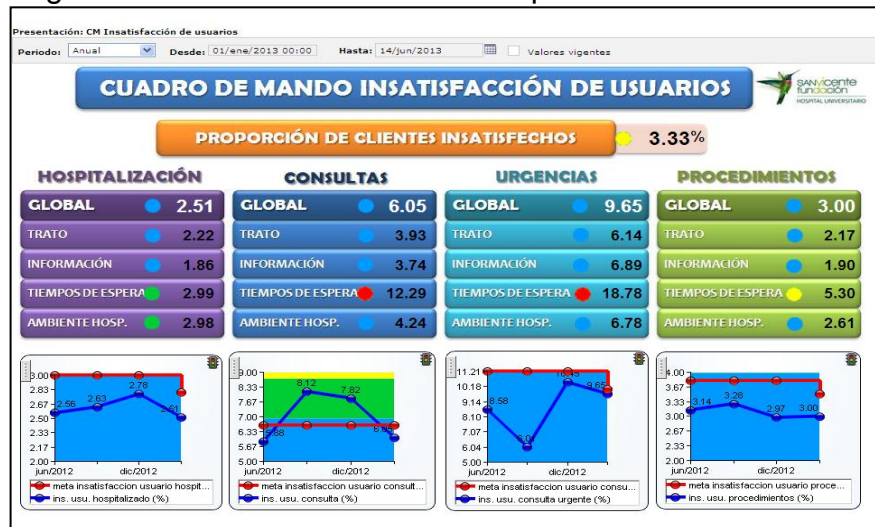 Presentación: CM Insatisfacción de usuarios
Periodo: Anual Desde: 01/ene/2013 00:00 Hasta: 14/jun/2013 Valores vigentes
CUADRO DE MANDO INSATISFACCIÓN DE USUARIOS
SANVICENTE
fundación
HOSPITAL UNIVERSITARIO
PROPORCIÓN DE CLIENTES INSATISFECHOS 3.33%
HOSPITALIZACIÓN CONSULTAS URGENCIAS PROCEDIMIENTOS
GLOBAL 2.51 GLOBAL 6.05 GLOBAL 9.65 GLOBAL 3.00
TRATO 2.22 TRATO 3.93 TRATO 6.14 TRATO 2.17
INFORMACIÓN 1.86 INFORMACIÓN 3.74 INFORMACIÓN 6.89 INFORMACIÓN 1.90
TIEMPOS DE ESPERA 2.99 TIEMPOS DE ESPERA 12.29 TIEMPOS DE ESPERA 18.78 TIEMPOS DE ESPERA 5.30
AMBIENTE HOSP. 2.98 AMBIENTE HOSP. 4.24 AMBIENTE HOSP. 6.78 AMBIENTE HOSP. 2.61
3.00
2.83
2.67
2.50
2.33
2.17
2.00
2.56 2.63 2.78
jun/2012 dic/2012
meta insatisfaccion usuario hospit...
ins. usu. hospitalizado (%)
9.00
8.33
7.67
7.00
6.33
5.67
5.00
8.12 7.82
jun/2012 dic/2012
meta insatisfaccion usuario consult...
ins. usu. consulta (%)
11.21
10.18
9.14
8.10
7.07
6.04
5.00
8.58 9.65
jun/2012 dic/2012
meta insatisfaccion usuario consu...
ins. usu. consulta urgente (%)
4.00
3.67
3.33
3.00
2.67
2.33
2.00
3.14 3.28 2.97 3.00
jun/2012 dic/2012
meta insatisfaccion usuario proce...
ins. usu. procedimientos (%)